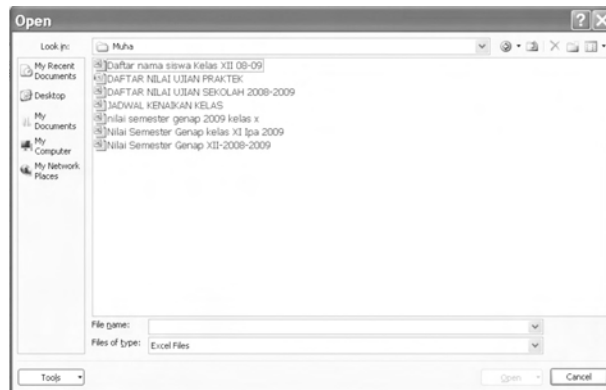 Open
Look in: Muha
My Recent Documents
Desktop
My Documents
My Computer
My Network Places
Daftar nama siswa Kelas XII 08-09
DAFTAR NILAI UJIAN PRAKTEK
DAFTAR NILAI UJIAN SEKOLAH 2008-2009
JADWAL KENAIKAN KELAS
nilai semester genap 2009 kelas x
Nilai Semester Genap kelas XI Ipa 2009
Nilai Semester Genap XII-2008-2009
File name:
Files of type: Excel Files
Tools
Open
Cancel